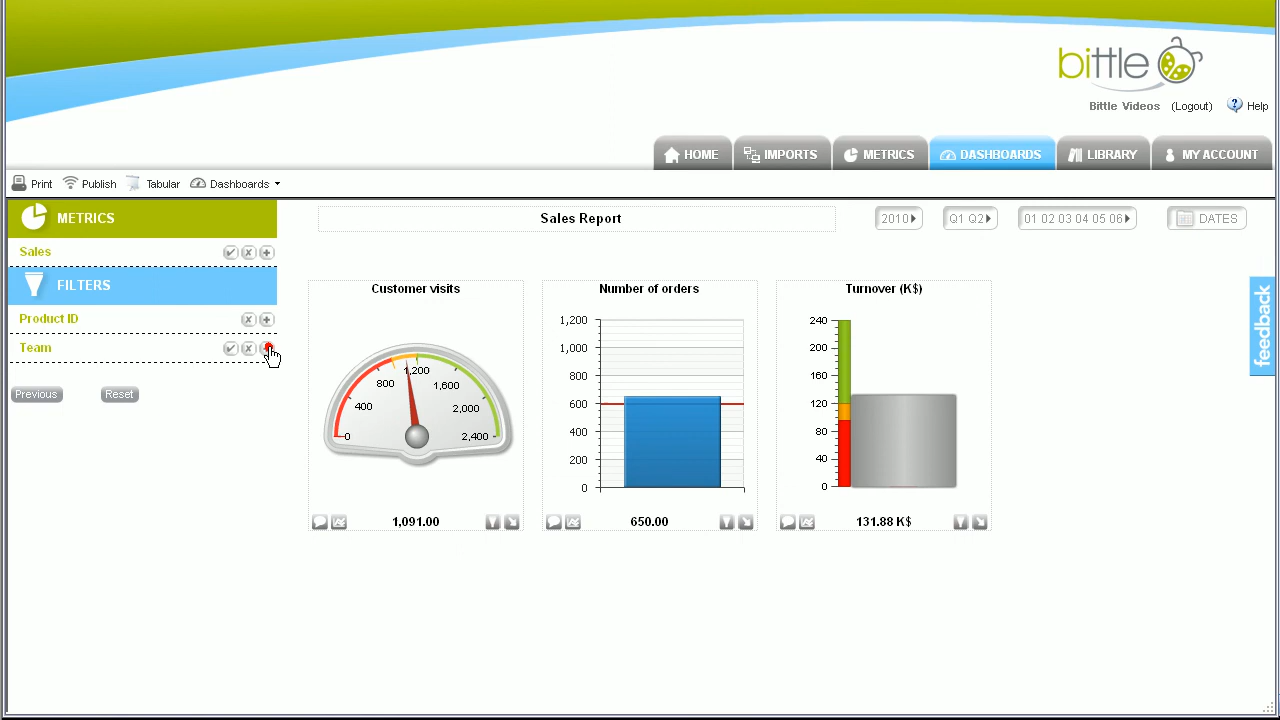 bittle
Bittle Videos (Logout) Help
HOME IMPORTS METRICS DASHBOARDS LIBRARY MY ACCOUNT
Print Publish Tabular Dashboards
METRICS
Sales
FILTERS
Product ID
Team
Previous Reset
Sales Report
2010 Q1 Q2 01 02 03 04 05 06 DATES
Customer visits
0
400
800
1,200
1,600
2,000
2,400
1,091.00
Number of orders
1,200
1,000
800
600
400
200
0
650.00
Turnover (K$)
240
200
160
120
80
40
0
131.88 K$
feedback